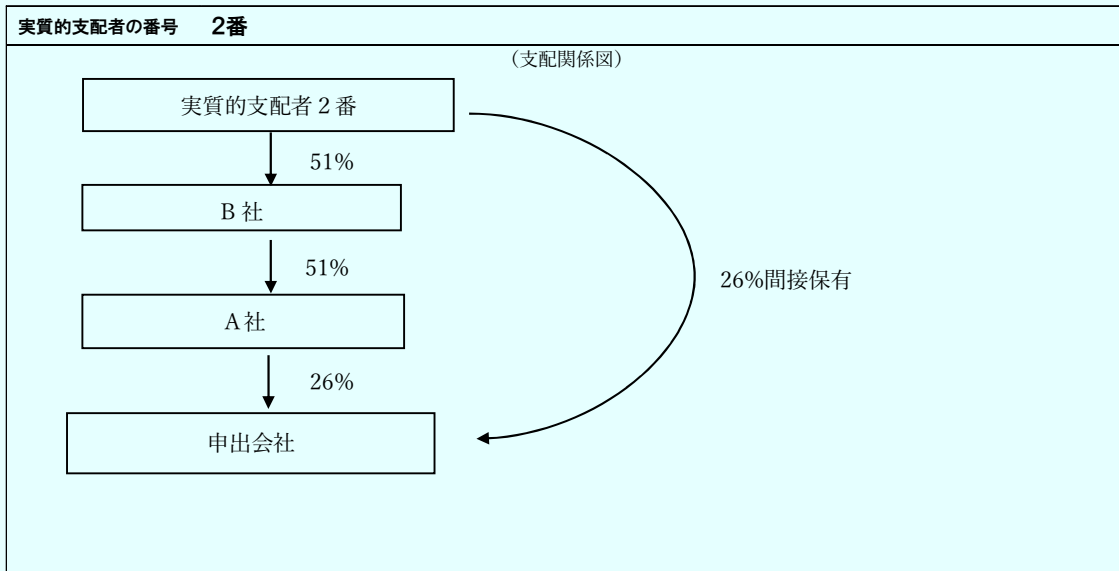 実質的支配者の番号 2番
（支配関係図）
実質的支配者２番
51%
Ｂ社
51%
Ａ社
26%
申出会社
26%間接保有